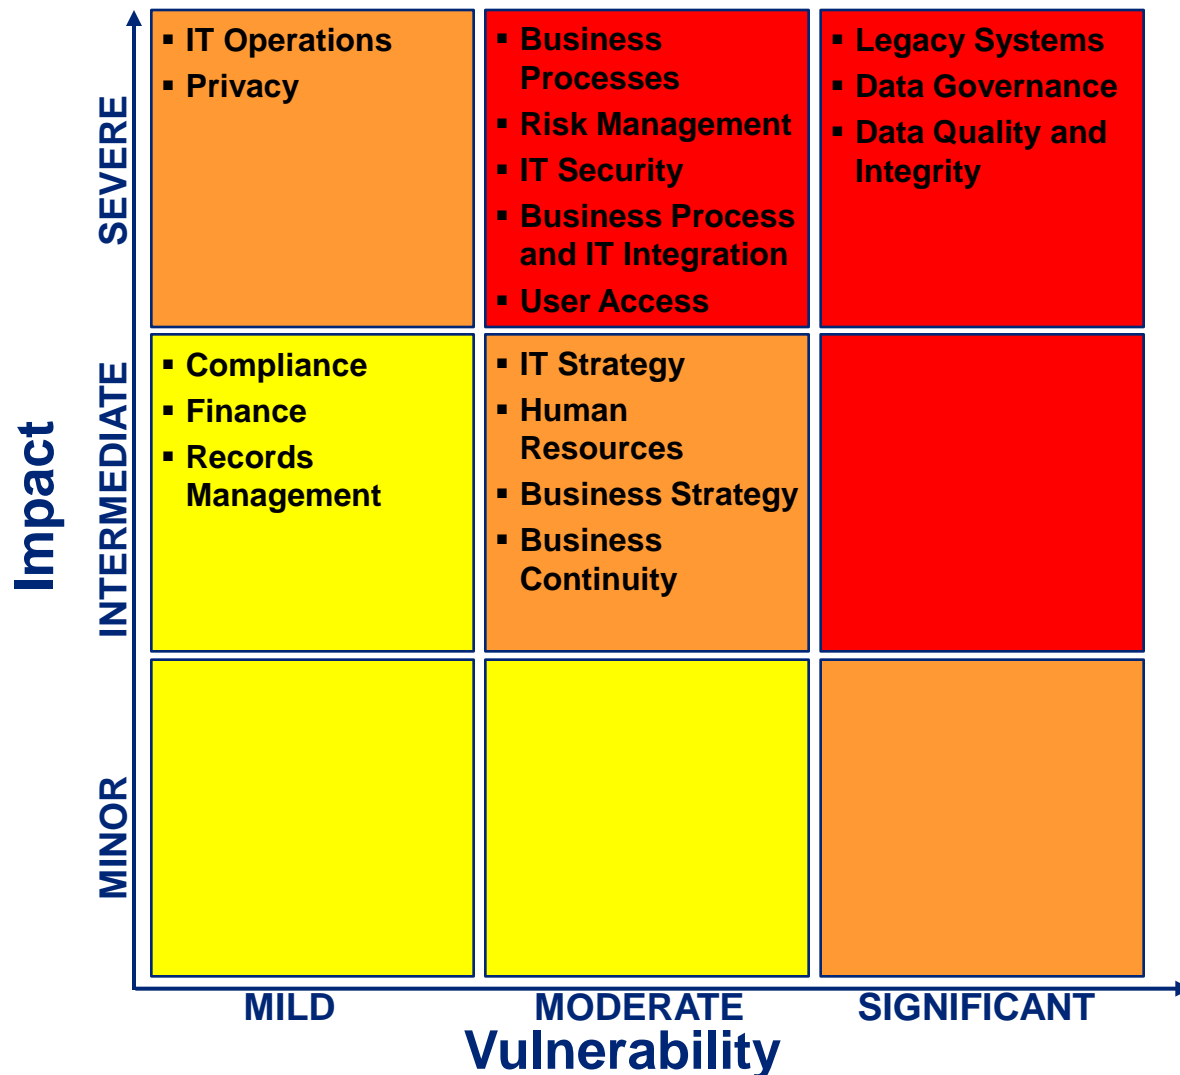 Impact
SEVERE
▪ IT Operations
▪ Privacy
▪ Business
Processes
▪ Risk Management
▪ IT Security
▪ Business Process
and IT Integration
▪ User Access
▪ Legacy Systems
▪ Data Governance
▪ Data Quality and
Integrity
INTERMEDIATE
▪ Compliance
▪ Finance
▪ Records
Management
▪ IT Strategy
▪ Human
Resources
▪ Business Strategy
▪ Business
Continuity
MINOR
MILD
MODERATE
SIGNIFICANT
Vulnerability